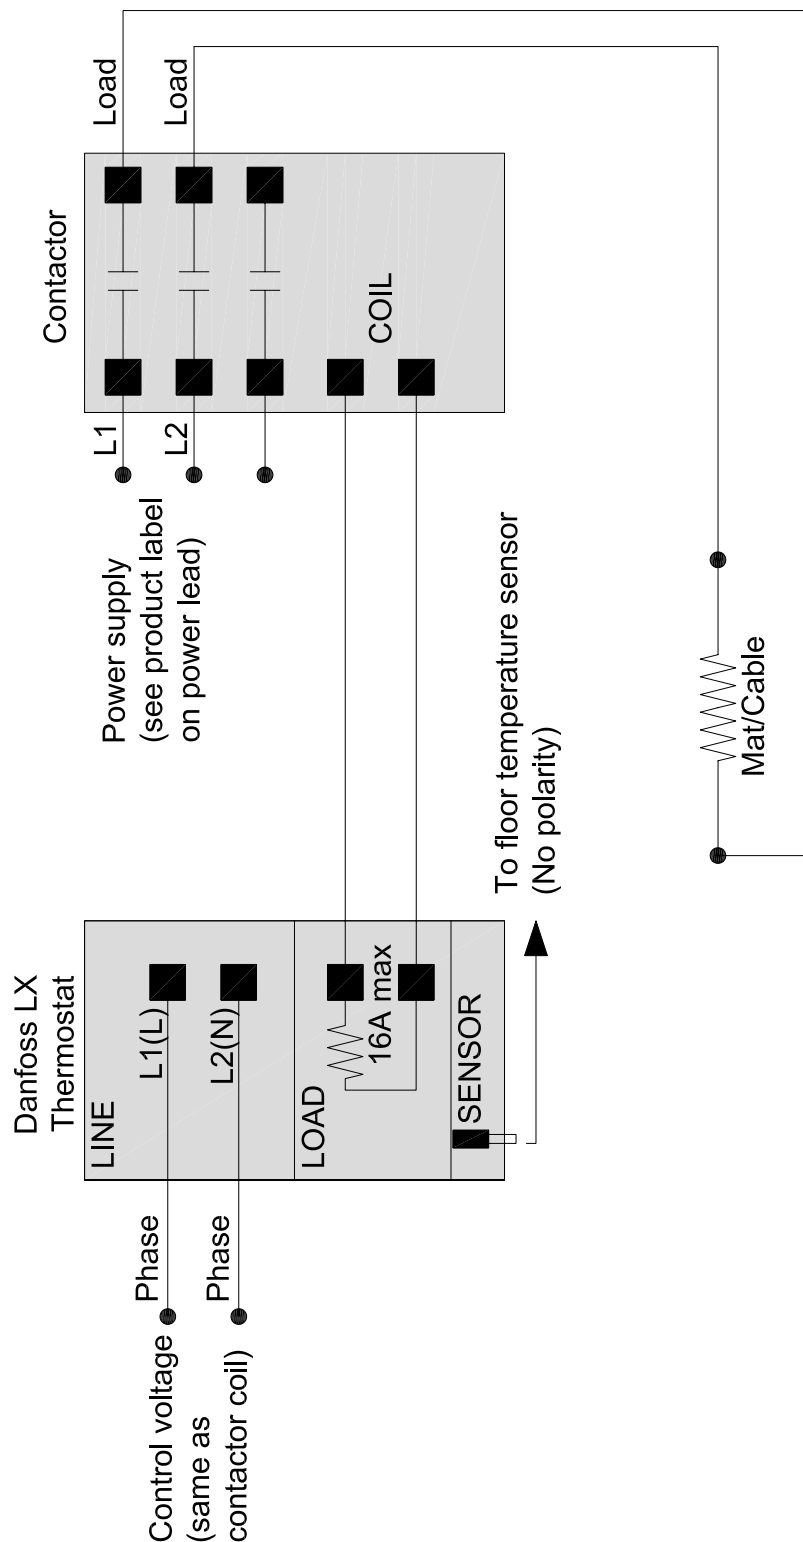 Danfoss LX
Thermostat
Contactor
Control voltage
(same as
contactor coil)
Phase
Phase
LINE
L1(L)
L2(N)
LOAD
16A max
SENSOR
To floor temperature sensor
(No polarity)
Power supply
(see product label
on power lead)
L1
L2
COIL
Load
Load
Mat/Cable